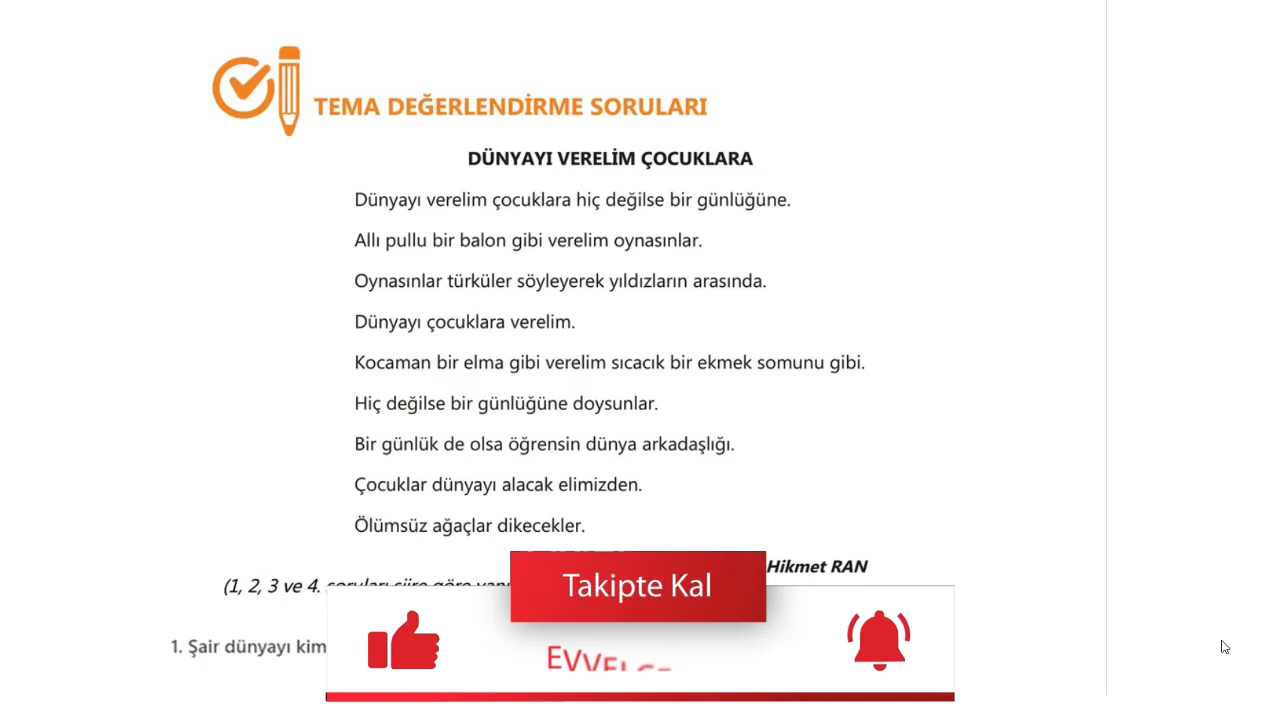 TEMA DEĞERLENDİRME SORULARI
DÜNYAYI VERELİM ÇOCUKLARA
Dünyayı verelim çocuklara hiç değilse bir günlüğüne.
Allı pullu bir balon gibi verelim oynasınlar.
Oynasınlar türküler söyleyerek yıldızların arasında.
Dünyayı çocuklara verelim.
Kocaman bir elma gibi verelim sıcacık bir ekmek somunu gibi.
Hiç değilse bir günlüğüne doysunlar.
Bir günlük de olsa öğrensin dünya arkadaşlığı.
Çocuklar dünyayı alacak elimizden.
Ölümsüz ağaçlar dikecekler.
Hikmet RAN
(1, 2, 3 ve 4. soruları şiire göre
Takipte Kal
1. Şair dünyayı kim